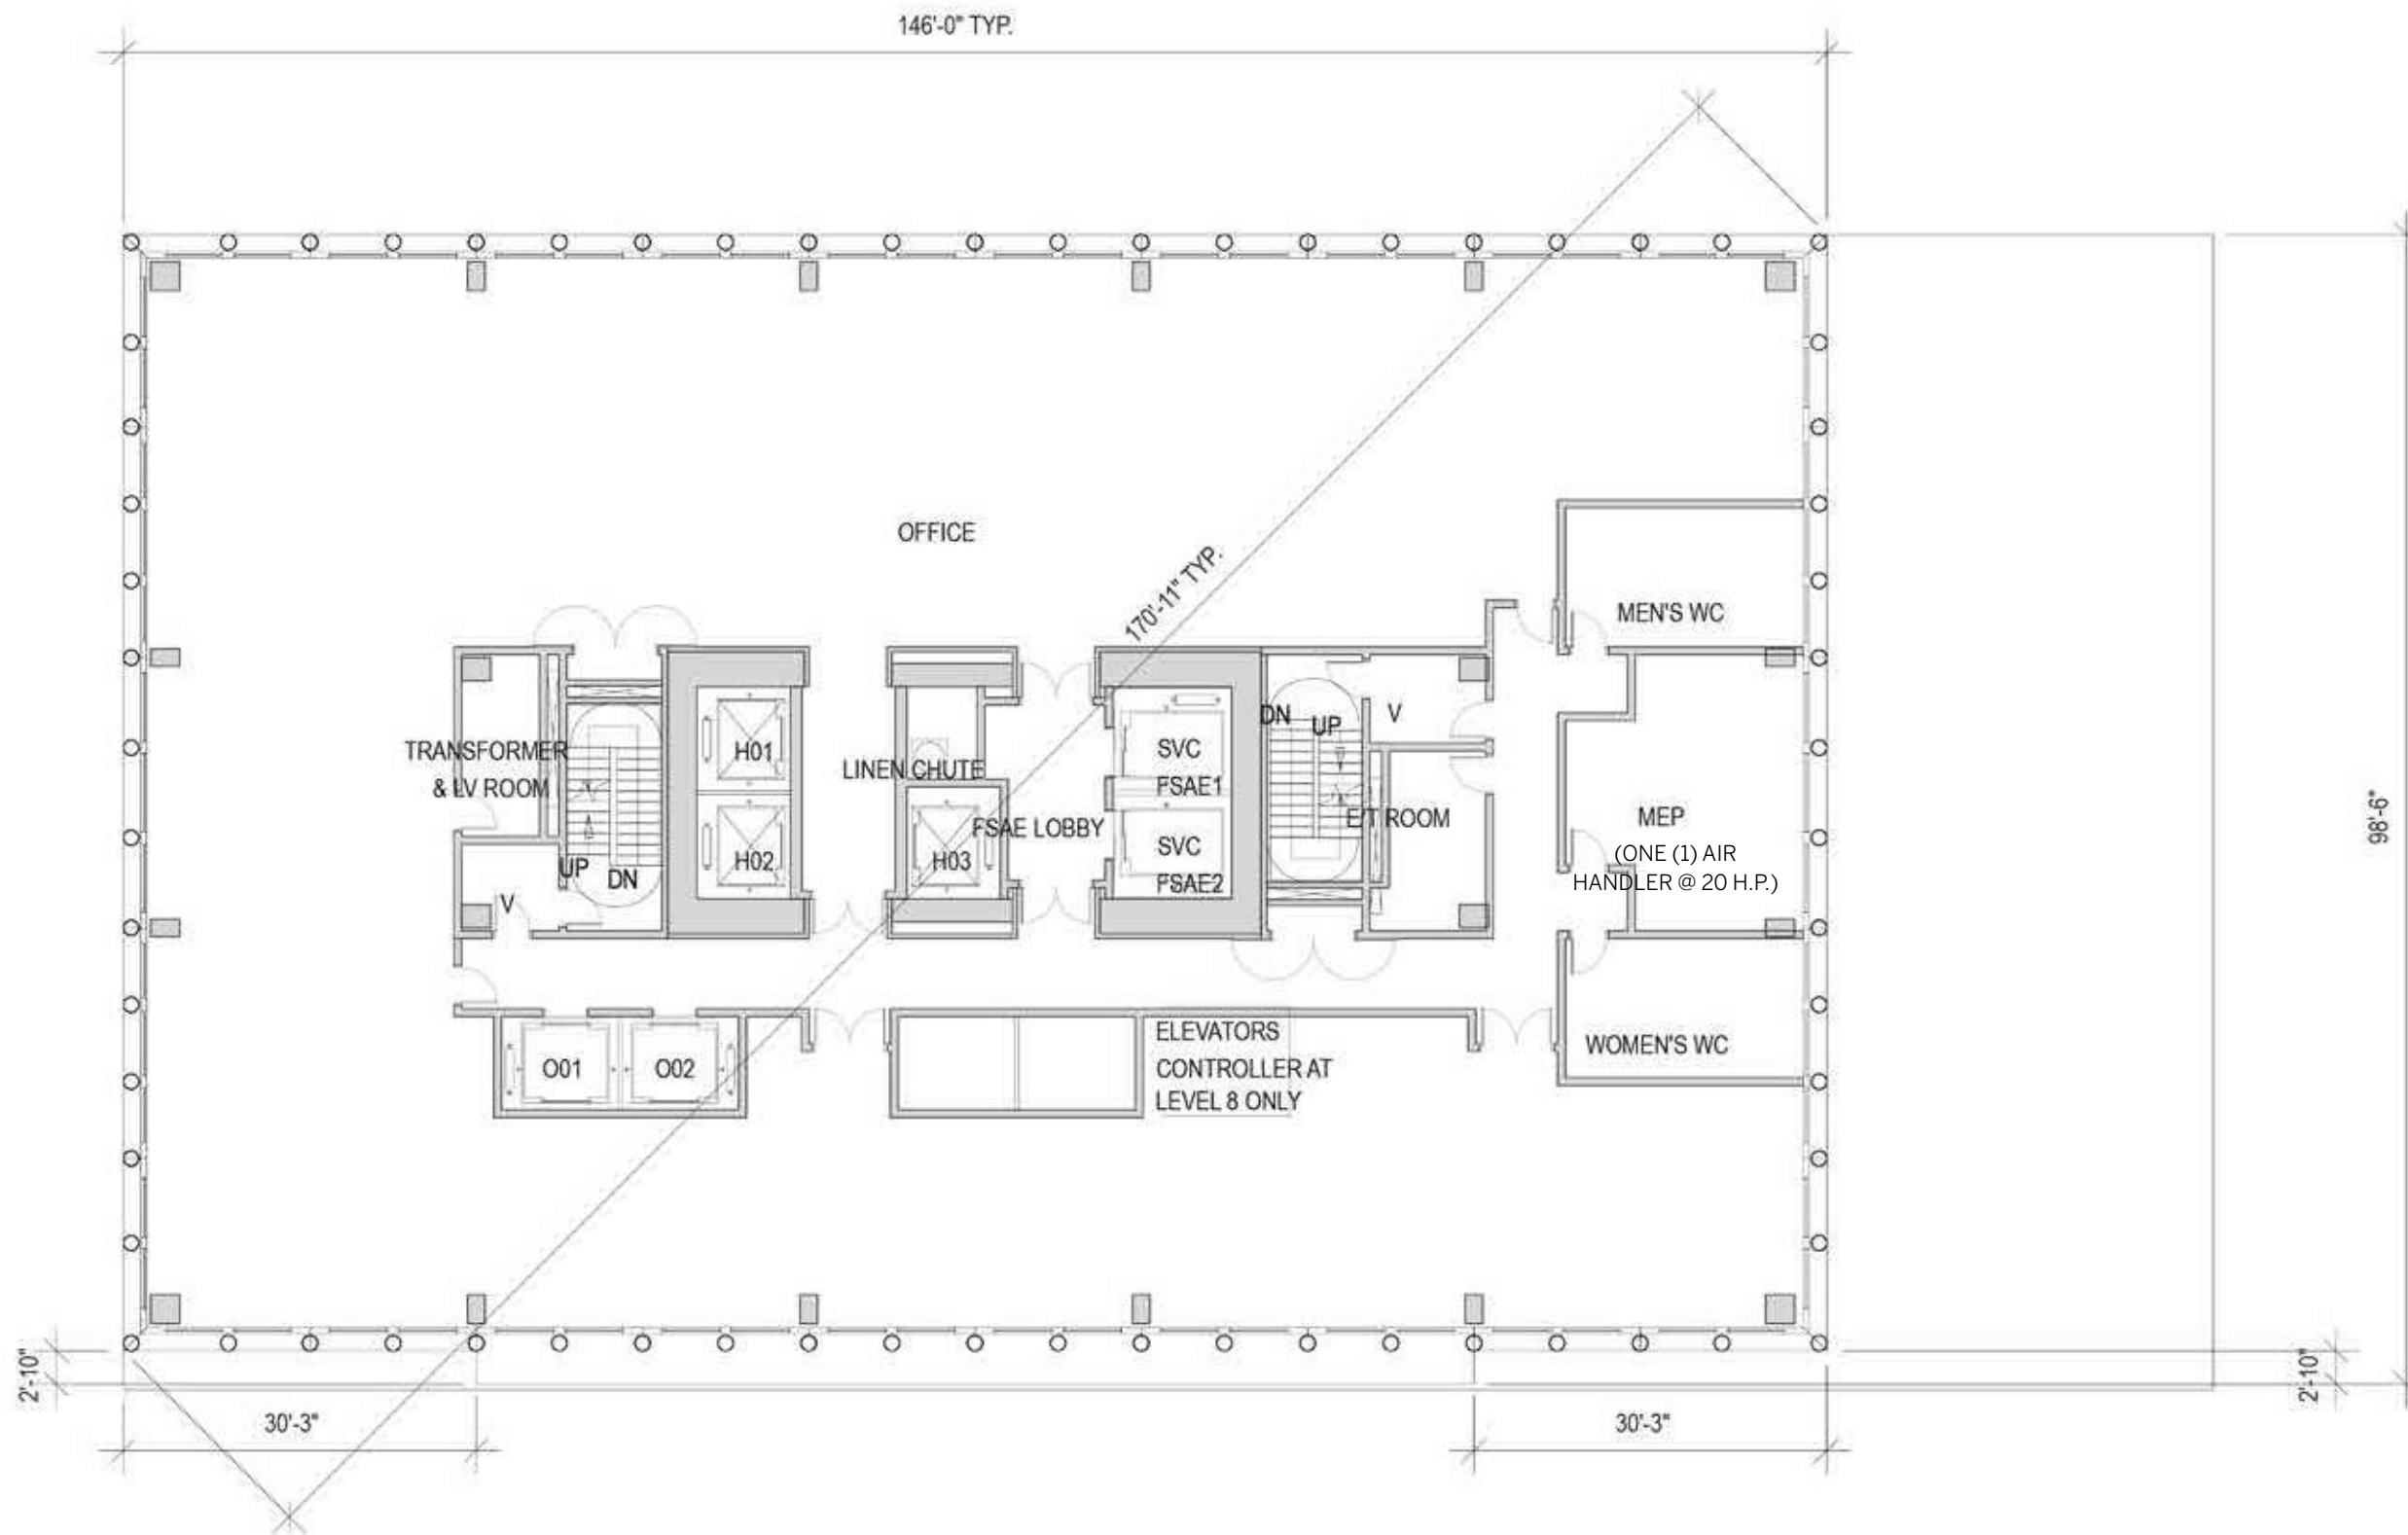 146'-0" TYP.
OFFICE
170'-11" TYP.
MEN'S WC
TRANSFORMER
& LV ROOM
UP
DN
V
H01
H02
LINEN CHUTE
H03
FSAE LOBBY
SVC
FSAE1
SVC
FSAE2
DN
UP
V
E/T ROOM
MEP
(ONE (1) AIR
HANDLER @ 20 H.P.)
98'-6"
O01
O02
ELEVATORS
CONTROLLER AT
LEVEL 8 ONLY
WOMEN'S WC
2'-10"
30'-3"
30'-3"
2'-10"